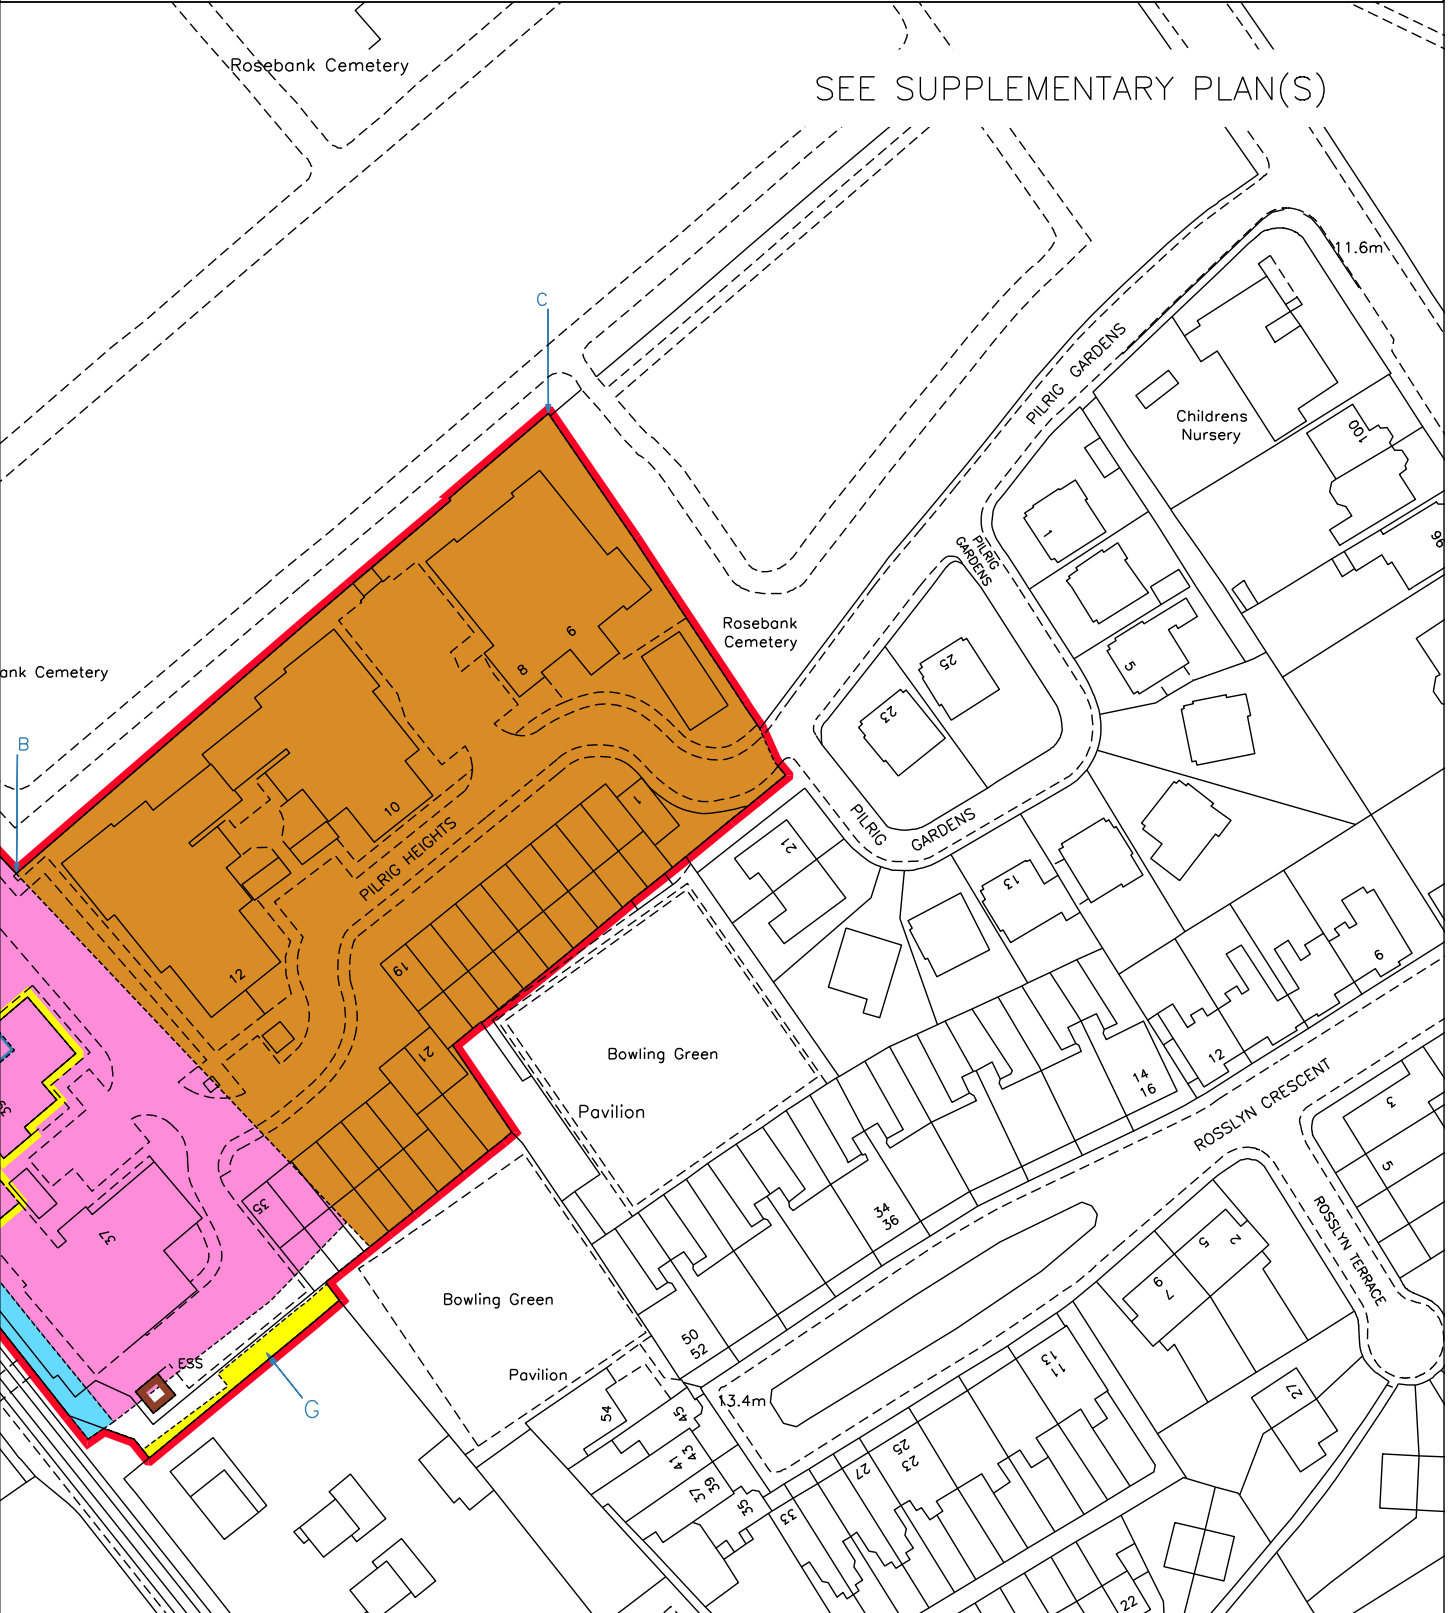 Rosebank Cemetery
SEE SUPPLEMENTARY PLAN(S)
11.6m
C
PILRIG GARDENS
Childrens
Nursery
100
96
1
PILRIG
GARDENS
Rosebank
Cemetery
6
8
25
5
ank Cemetery
23
B
10
1
PILRIG HEIGHTS
PILRIG GARDENS
21
13
12
19
9
Bowling Green
21
12
14
16
Pavilion
ROSSLYN CRESCENT
3
39
5
35
34
36
37
ROSSLYN TERRACE
2
5
Bowling Green
6
7
50
52
ESS
Pavilion
13
11
27
13.4m
G
54
45
43
41
25
23
39
37
27
35
33
22